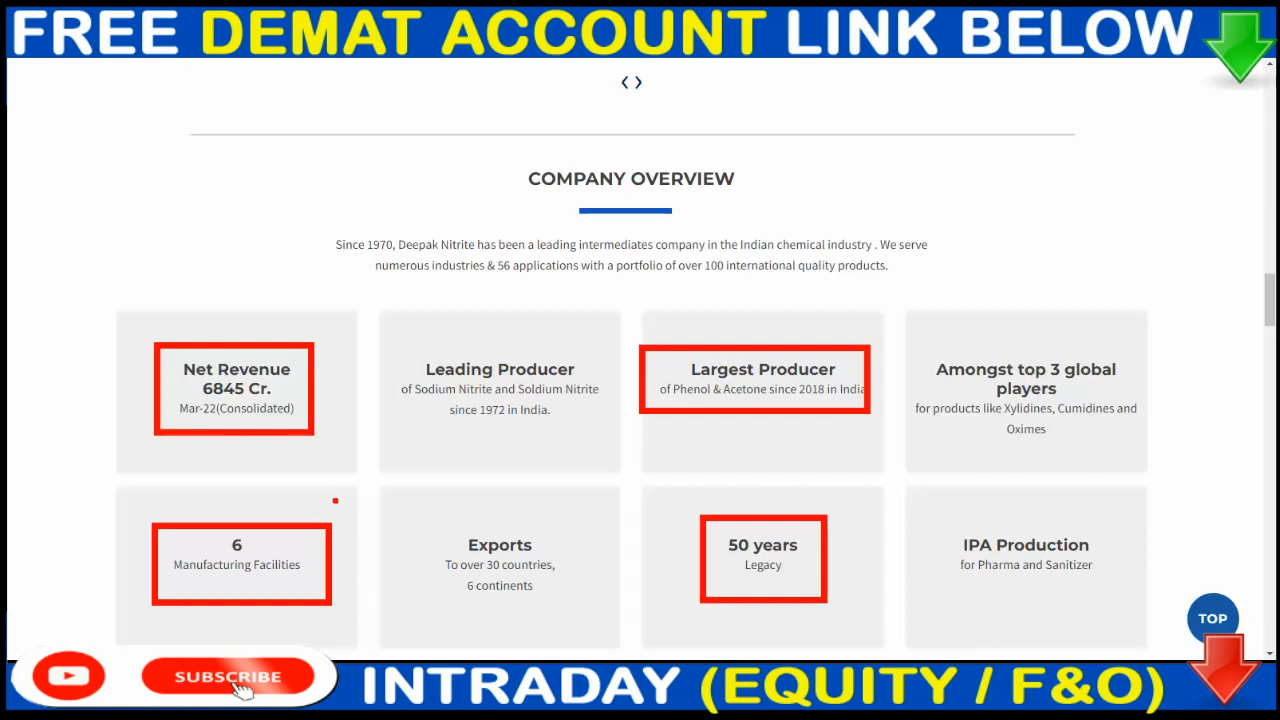 FREE DEMAT ACCOUNT LINK BELOW
COMPANY OVERVIEW
Since 1970, Deepak Nitrite has been a leading intermediates company in the Indian chemical industry . We serve
numerous industries & 56 applications with a portfolio of over 100 international quality products.
Net Revenue
6845 Cr.
Mar-22(Consolidated)
Leading Producer
of Sodium Nitrite and Soldium Nitrite
since 1972 in India.
Largest Producer
of Phenol & Acetone since 2018 in India
Amongst top 3 global
players
for products like Xylidines, Cumidines and
Oximes
6
Manufacturing Facilities
Exports
To over 30 countries,
6 continents
50 years
Legacy
IPA Production
for Pharma and Sanitizer
TOP
SUBSCRIBE
INTRADAY (EQUITY / F&O)